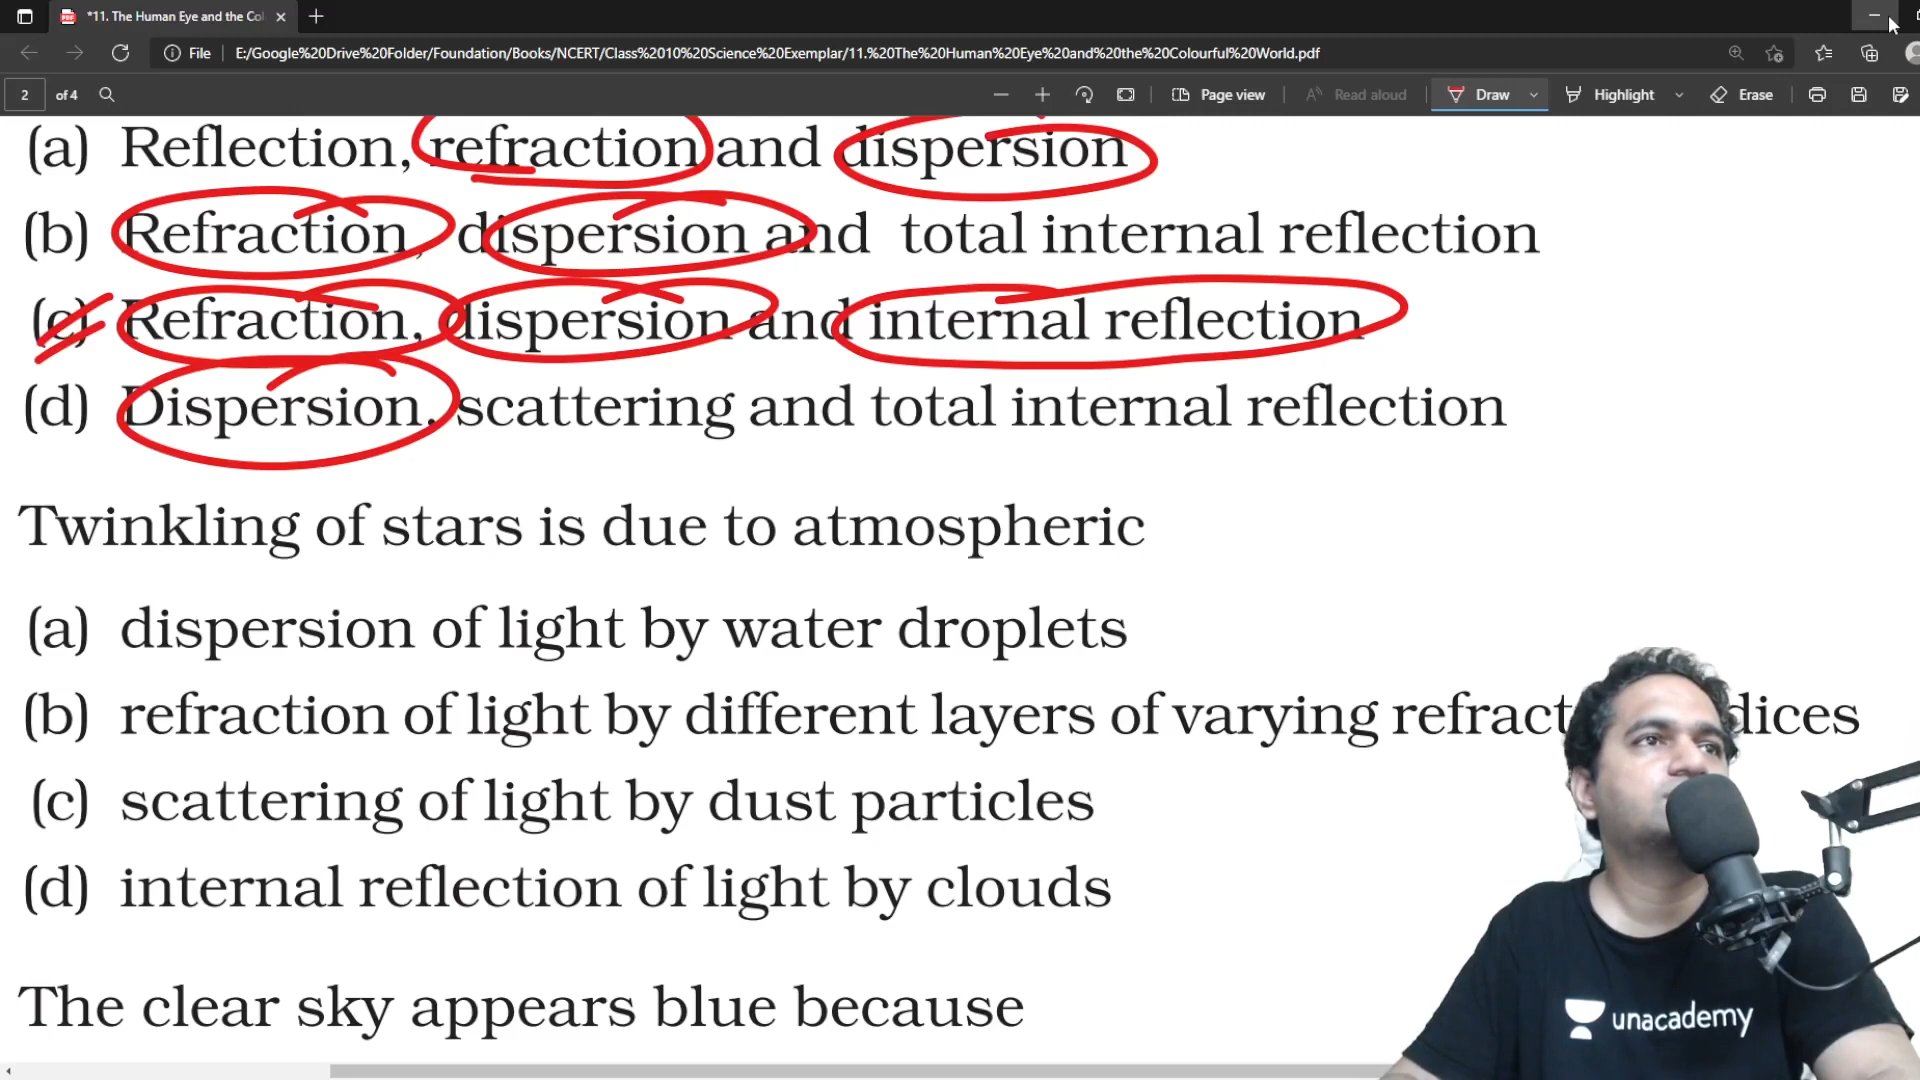 *11. The Human Eye and the Col
File
E:/Google%20Drive%20Folder/Foundation/Books/NCERT/Class%2010%20Science%20Exemplar/11.%20The%20Human%20Eye%20and%20the%20Colourful%20World.pdf
2 of 4
Page view
Read aloud
Draw
Highlight
Erase
(a) Reflection, refraction and dispersion
(b) Refraction, dispersion and total internal reflection
(c) Refraction, dispersion and internal reflection
(d) Dispersion, scattering and total internal reflection
Twinkling of stars is due to atmospheric
(a) dispersion of light by water droplets
(b) refraction of light by different layers of varying refract dices
(c) scattering of light by dust particles
(d) internal reflection of light by clouds
The clear sky appears blue because
unacademy